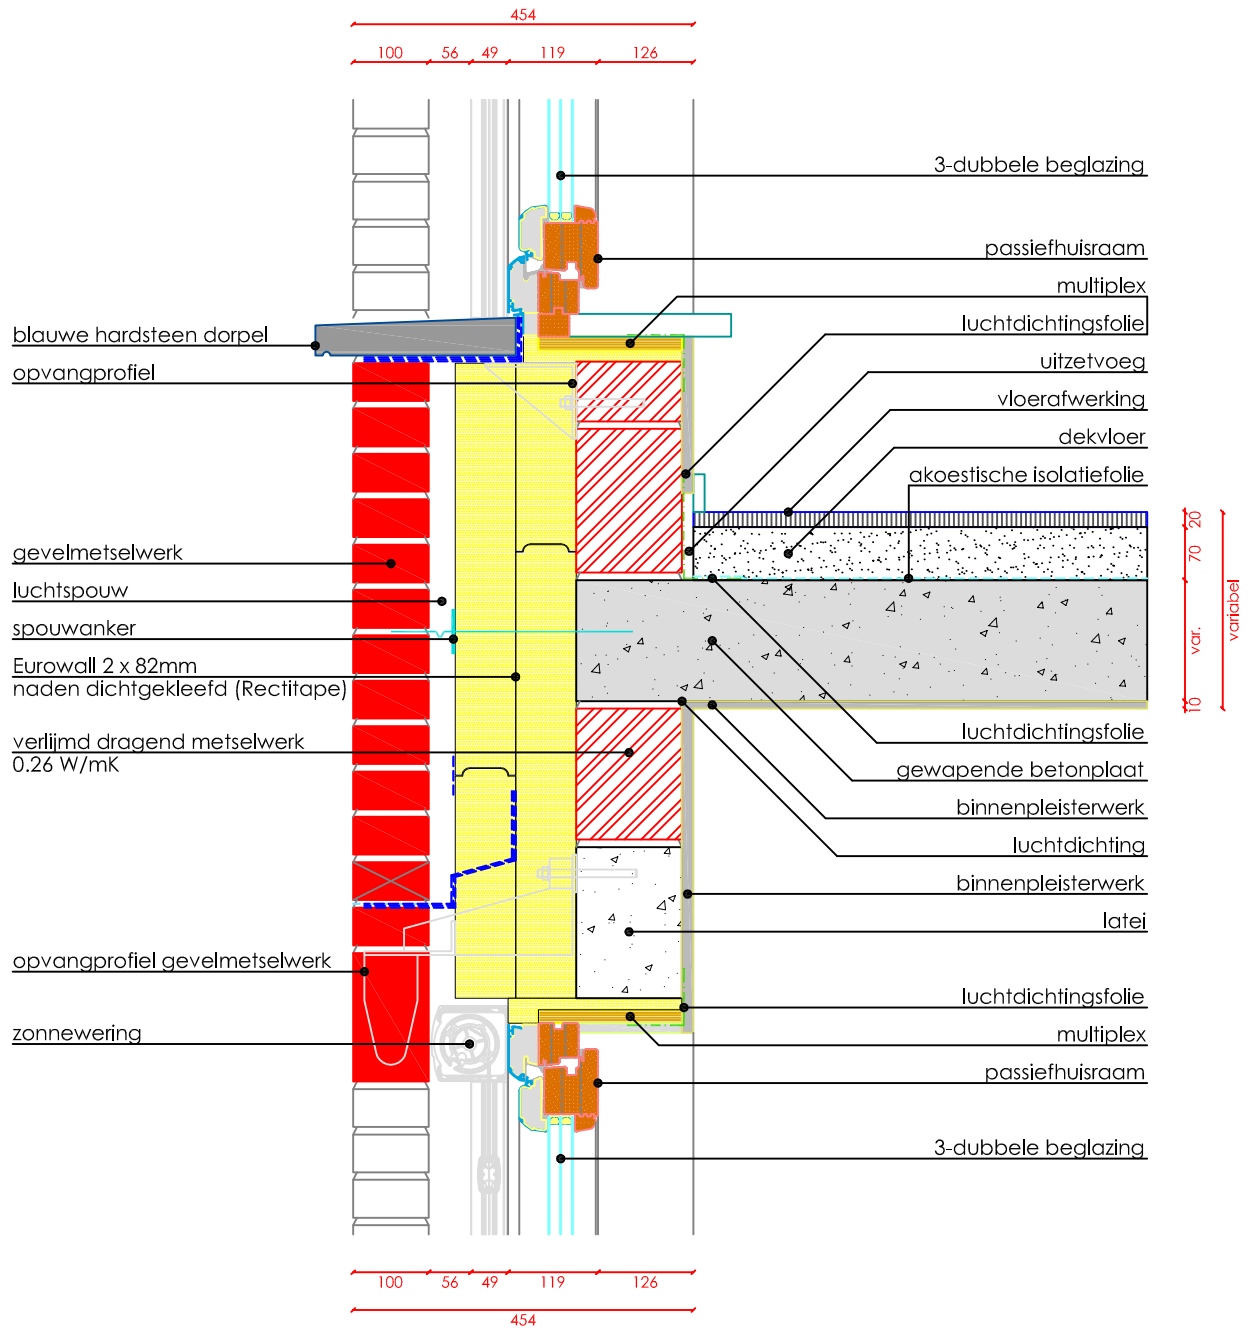 454
100 56 49 119 126
3-dubbele beglazing
passiefhuisraam
multiplex
luchtdichtingsfolie
uitzetvoeg
vloerafwerking
dekvloer
akoestische isolatiefolie
blauwe hardsteen dorpel
opvangprofiel
gevelmetselwerk
luchtspouw
spouwanker
Eurowall 2 x 82mm
naden dichtgekleefd (Rectitape)
verlijmd dragend metselwerk
0.26 W/mK
opvangprofiel gevelmetselwerk
zonnewering
20
70
var.
10
variabel
luchtdichtingsfolie
gewapende betonplaat
binnenpleisterwerk
luchtdichting
binnenpleisterwerk
latei
luchtdichtingsfolie
multiplex
passiefhuisraam
3-dubbele beglazing
100 56 49 119 126
454